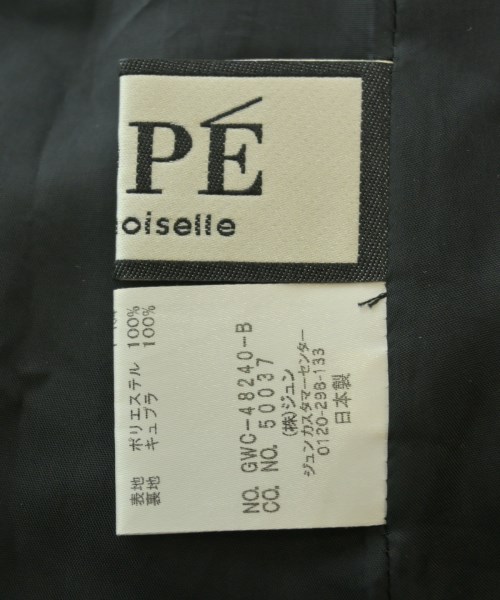 PÉ
oiselle
表地 ポリエステル 100%
裏地 キュプラ 100%
NO. GWC-48240-B
CO. NO. 50037
(株)ジュン
ジュンカスタマーセンター
0120-298-133
日本製